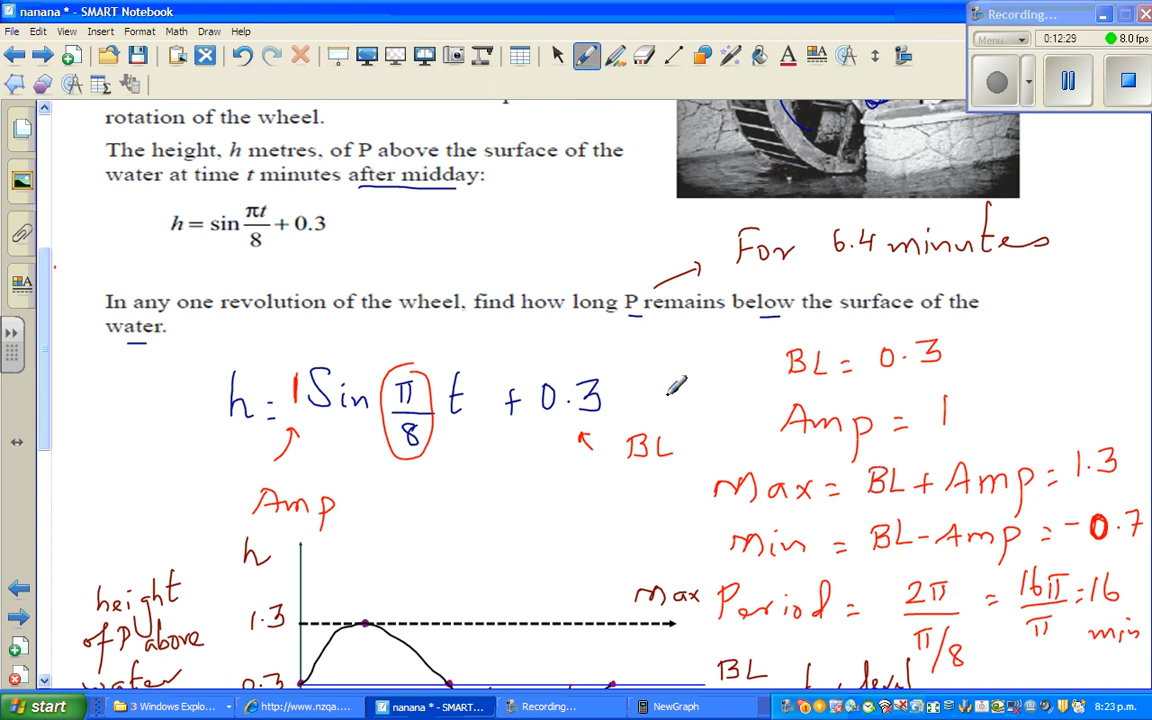 nanana * - SMART Notebook
Recording...
File Edit View Insert Format Math Draw Help
Menu
0:12:29
8.0 fps
rotation of the wheel.
The height, h metres, of P above the surface of the
water at time t minutes after midday:
h = sin πt/8 + 0.3
For 6.4 minutes
In any one revolution of the wheel, find how long P remains below the surface of the
water.
BL = 0.3
h = 1 Sin π/8 t + 0.3
Amp = 1
BL
Max = BL + Amp = 1.3
Amp
Min = BL - Amp = -0.7
h
height
of P above
water
1.3
max
Period = 2π / π/8 = 16π/π = 16
min
BL
level
0.3
start
3 Windows Explo...
http://www.nzqa....
nanana * - SMART...
Recording...
NewGraph
8:23 p.m.